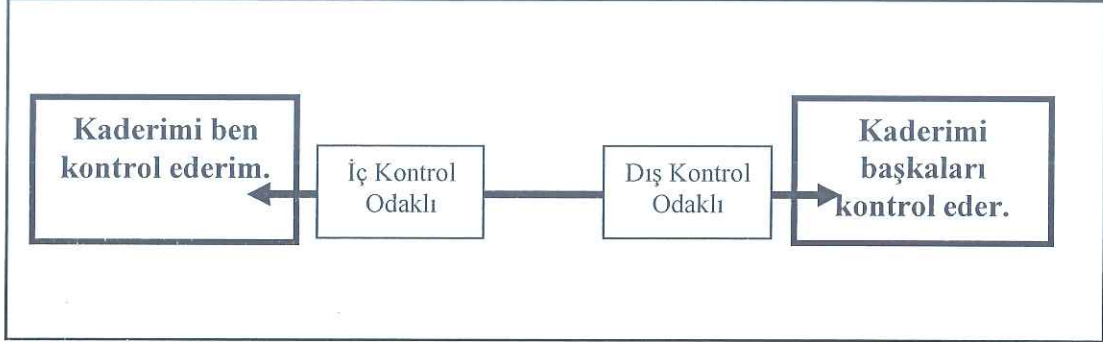 Kaderimi ben
kontrol ederim.
İç Kontrol
Odaklı
Dış Kontrol
Odaklı
Kaderimi
başkaları
kontrol eder.